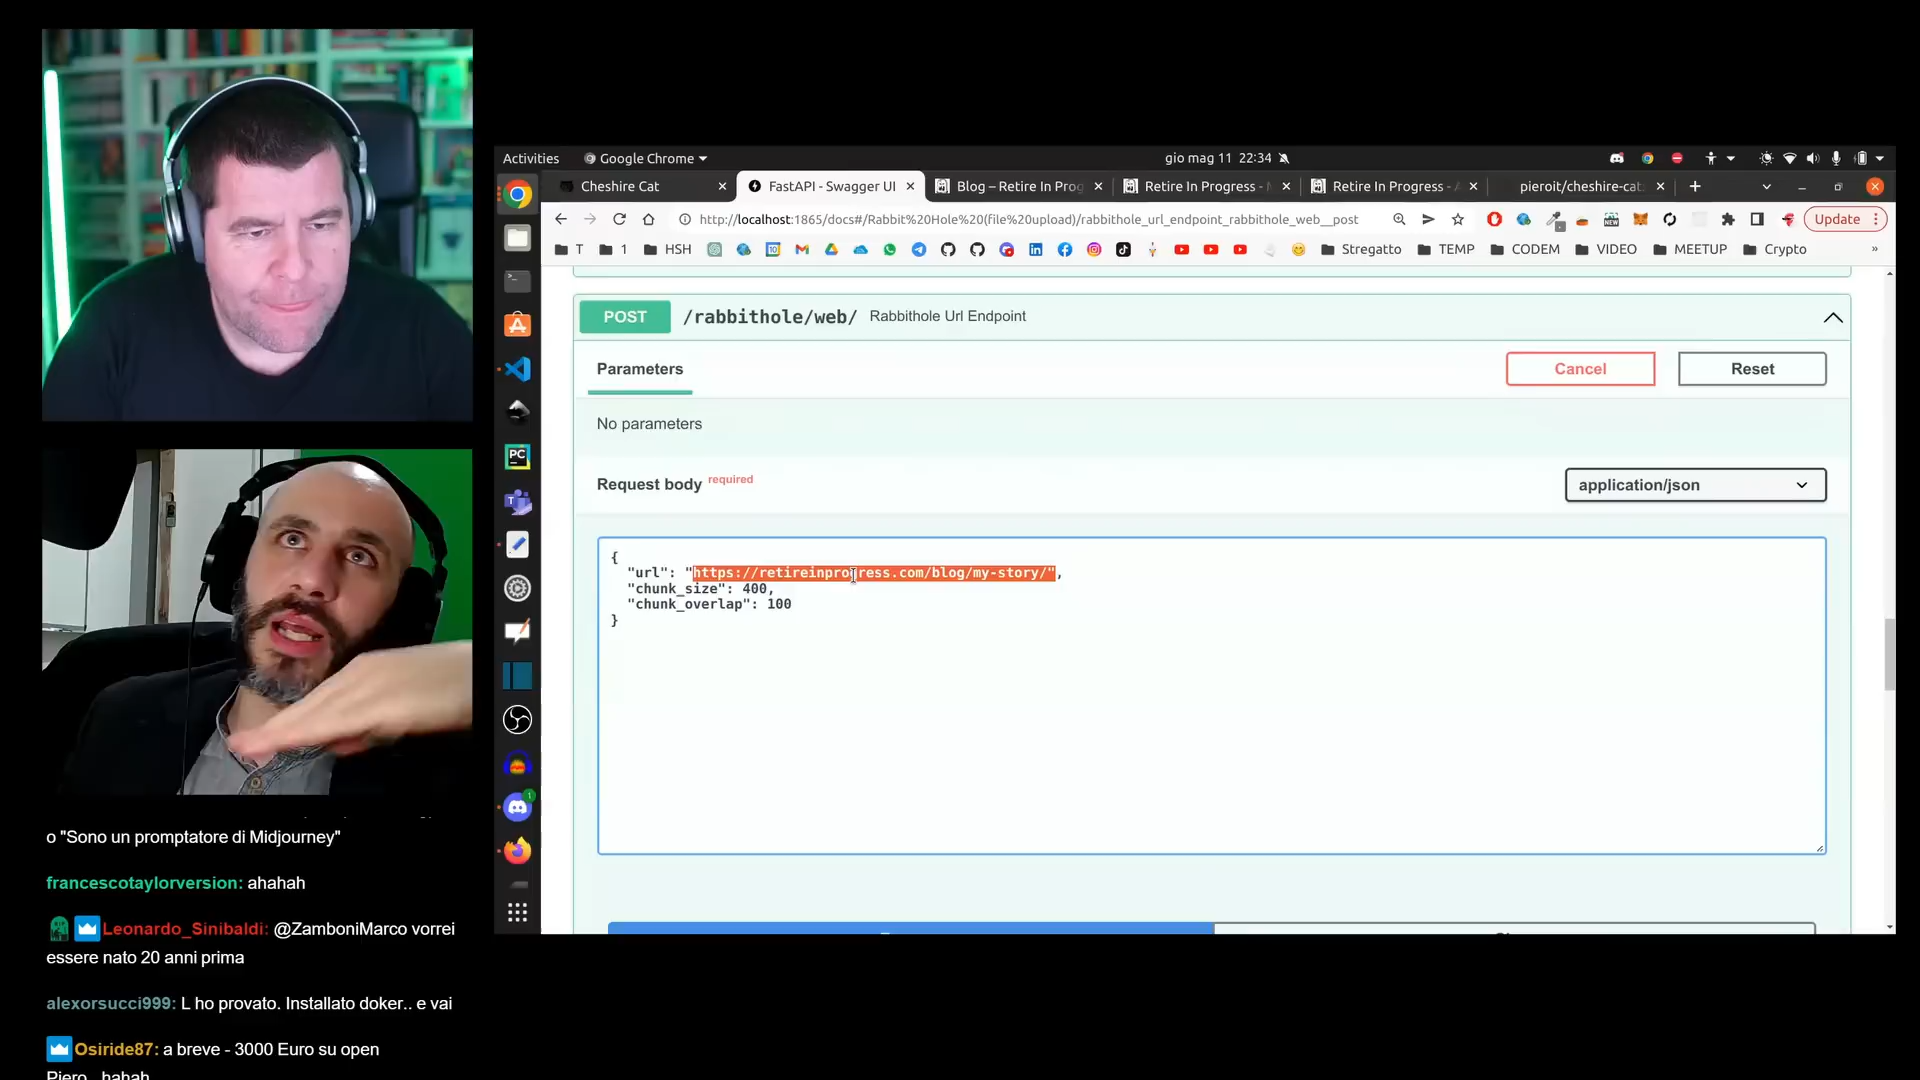 Activities
Google Chrome
gio mag 11 22:34
Cheshire Cat
FastAPI - Swagger UI
Blog – Retire In Prog
Retire In Progress -
Retire In Progress -
pieroit/cheshire-cat
http://localhost:1865/docs#/Rabbit%20Hole%20(file%20upload)/rabbithole_url_endpoint_rabbithole_web__post
Update
T
1
HSH
Stregatto
TEMP
CODEM
VIDEO
MEETUP
Crypto
»
POST /rabbithole/web/ Rabbithole Url Endpoint
Parameters
Cancel
Reset
No parameters
Request body required
application/json
{
"url": "https://retireinprogress.com/blog/my-story/",
"chunk_size": 400,
"chunk_overlap": 100
}
o "Sono un promptatore di Midjourney"
francescotaylorversion: ahahah
Leonardo_Sinibaldi: @ZamboniMarco vorrei
essere nato 20 anni prima
alexorsucci999: L ho provato. Installato doker.. e vai
Osiride87: a breve - 3000 Euro su open
Piero.. hahah